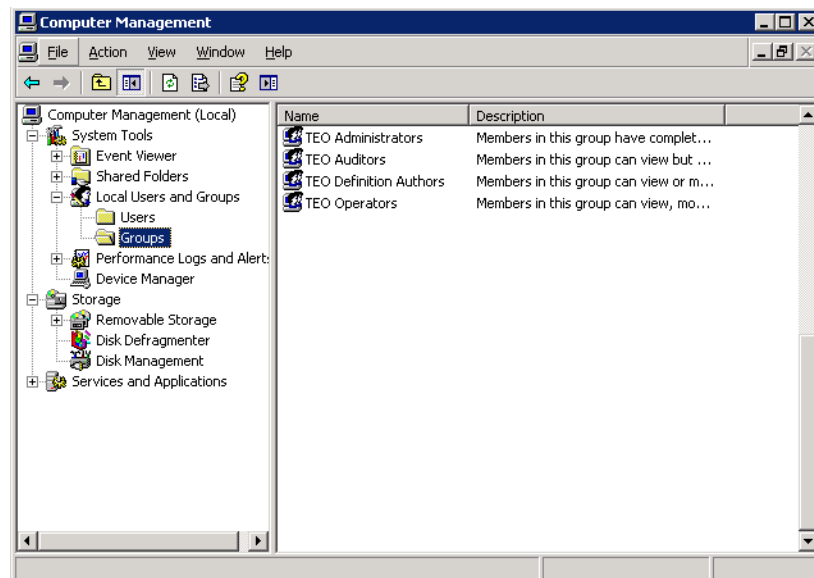 Computer Management
File Action View Window Help
Computer Management (Local)
System Tools
Event Viewer
Shared Folders
Local Users and Groups
Users
Groups
Performance Logs and Alert:
Device Manager
Storage
Removable Storage
Disk Defragmenter
Disk Management
Services and Applications
Name Description
TEO Administrators Members in this group have complet...
TEO Auditors Members in this group can view but ...
TEO Definition Authors Members in this group can view or m...
TEO Operators Members in this group can view, mo...